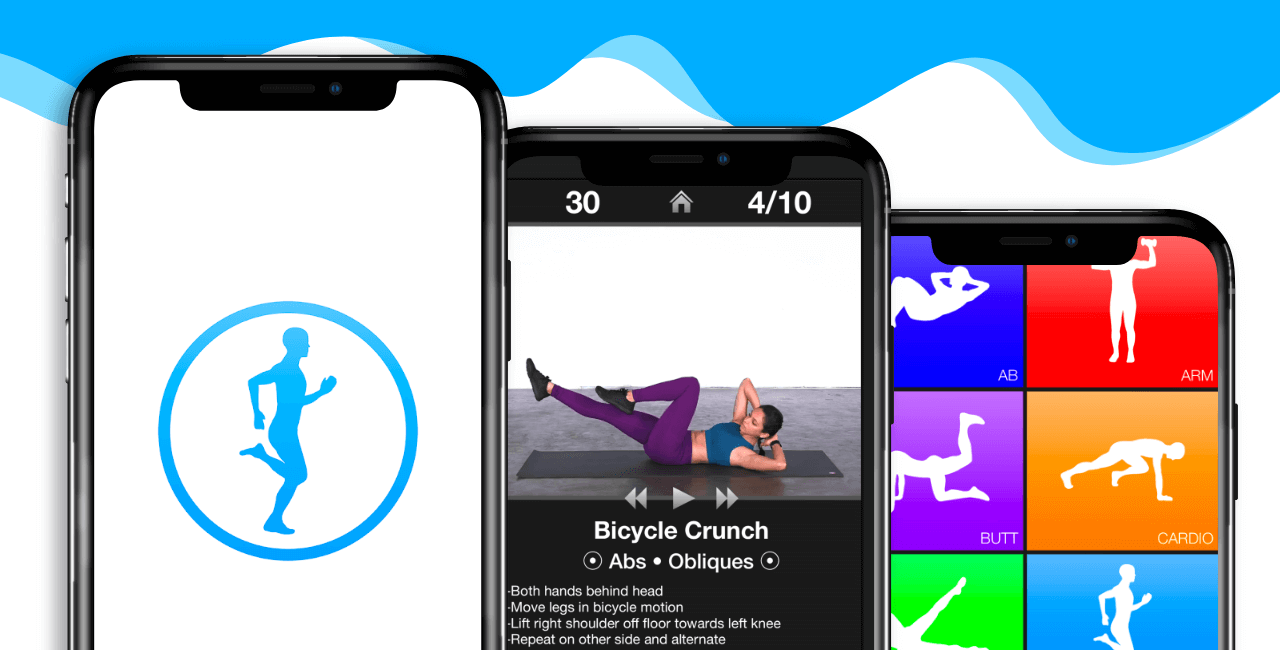 30 4/10
Bicycle Crunch
Abs • Obliques
-Both hands behind head
-Move legs in bicycle motion
-Lift right shoulder off floor towards left knee
-Repeat on other side and alternate
AB
ARM
BUTT
CARDIO